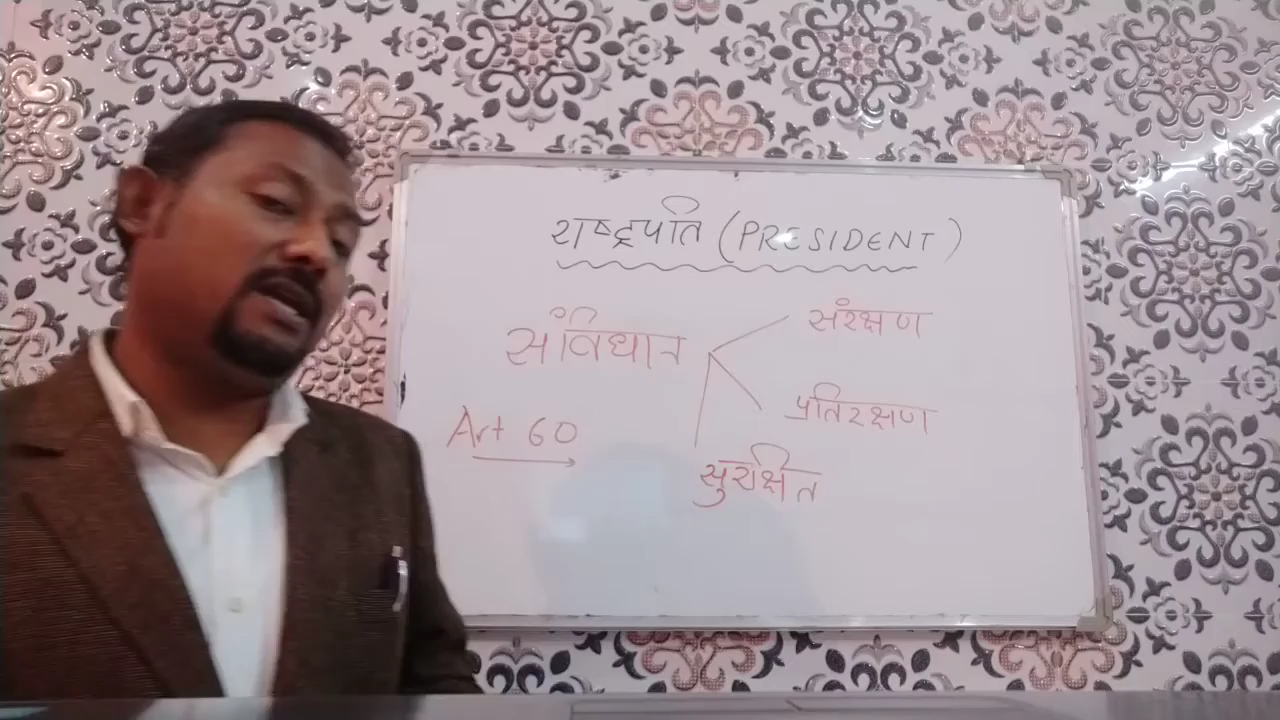 राष्ट्रपति (PRESIDENT)
संविधान
संरक्षण
प्रतिरक्षण
Art 60
सुरक्षित